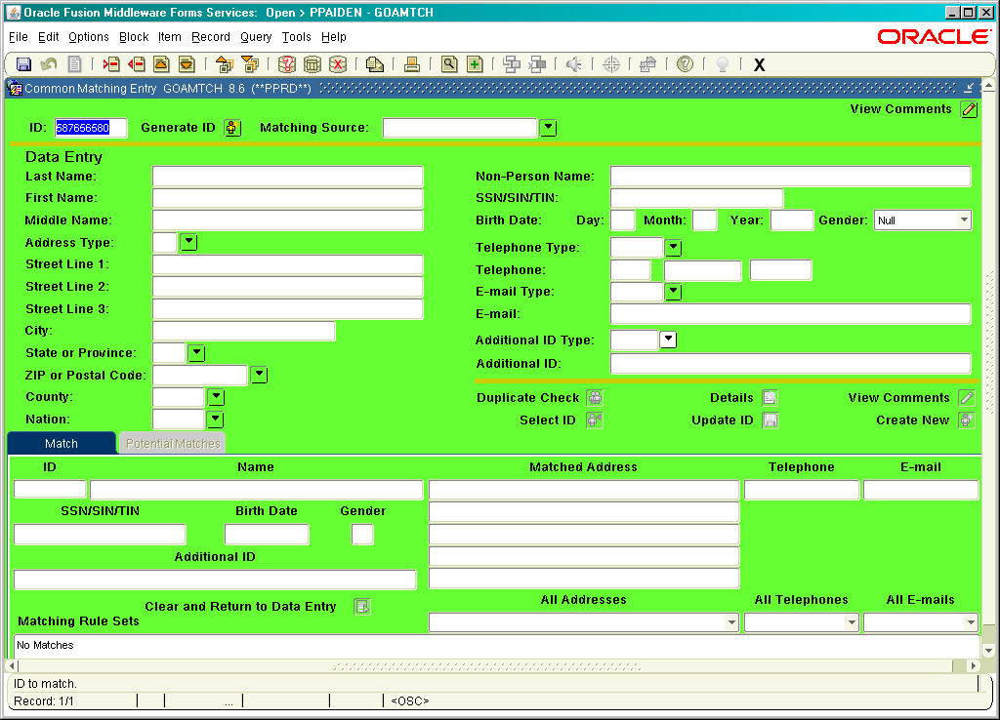 Oracle Fusion Middleware Forms Services: Open > PPAIDEN - GOAMTCH
File Edit Options Block Item Record Query Tools Help
ORACLE
Common Matching Entry GOAMTCH 8.6 (**PPRD**)
View Comments
ID: 587656580 Generate ID Matching Source:
Data Entry
Last Name: Non-Person Name:
First Name: SSN/SIN/TIN:
Middle Name: Birth Date: Day: Month: Year: Gender: Null
Address Type: Telephone Type:
Street Line 1: Telephone:
Street Line 2: E-mail Type:
Street Line 3: E-mail:
City:
State or Province: Additional ID Type:
ZIP or Postal Code: Additional ID:
County: Duplicate Check Details View Comments
Nation: Select ID Update ID Create New
Match Potential Matches
ID Name Matched Address Telephone E-mail
SSN/SIN/TIN Birth Date Gender
Additional ID
Clear and Return to Data Entry All Addresses All Telephones All E-mails
Matching Rule Sets
No Matches
ID to match.
Record: 1/1 ... <OSC>